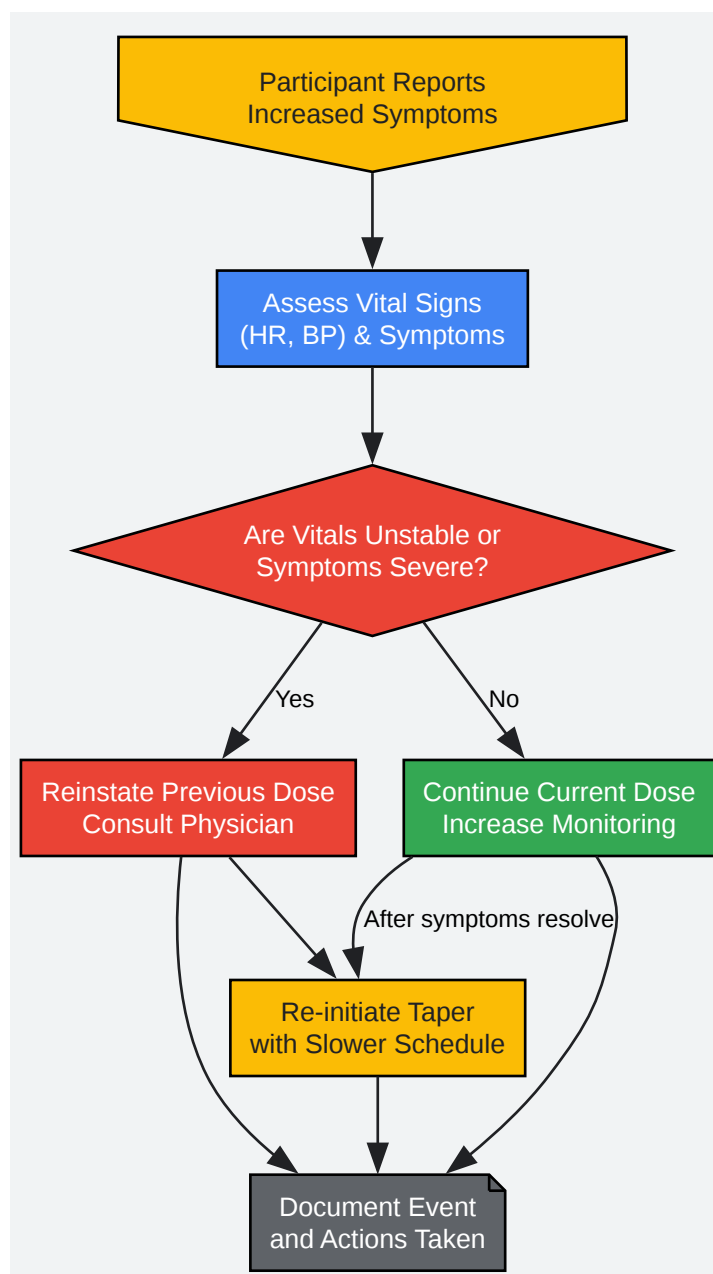 Participant Reports
Increased Symptoms
Assess Vital Signs
(HR, BP) & Symptoms
Are Vitals Unstable or
Symptoms Severe?
Yes
No
Reinstate Previous Dose
Consult Physician
Continue Current Dose
Increase Monitoring
After symptoms resolve
Re-initiate Taper
with Slower Schedule
Document Event
and Actions Taken